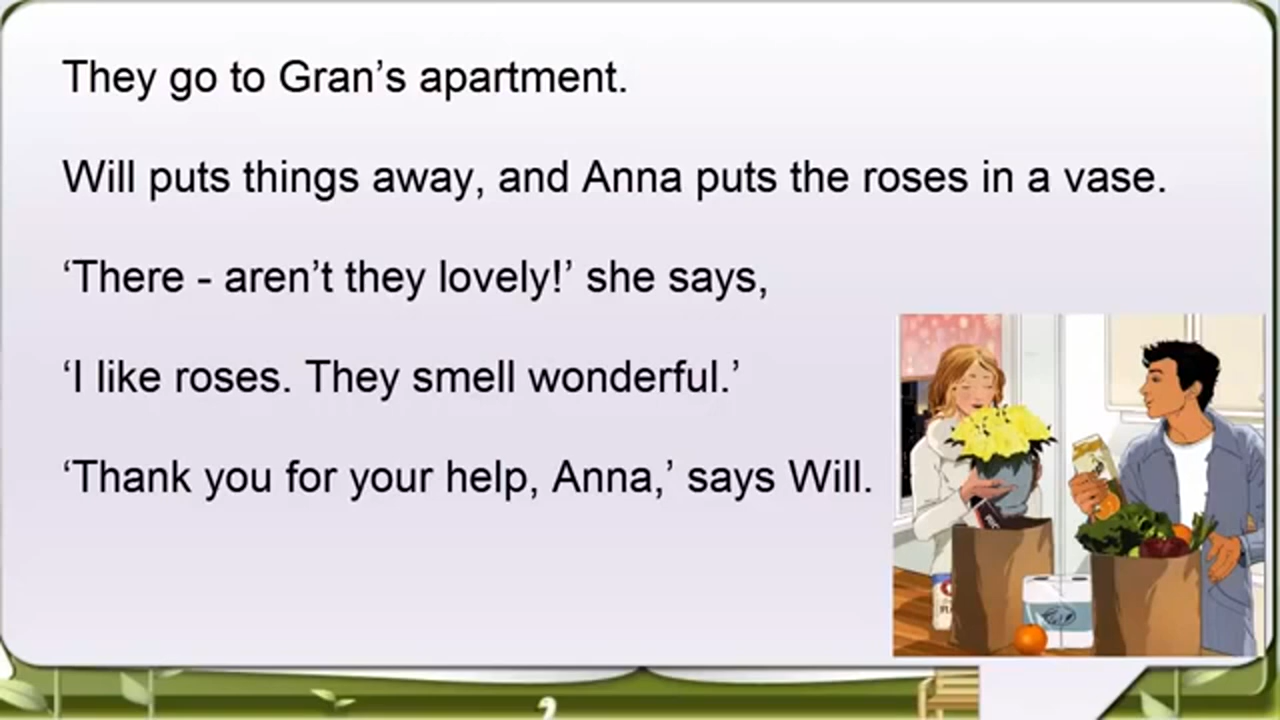 They go to Gran’s apartment.
Will puts things away, and Anna puts the roses in a vase.
‘There - aren’t they lovely!’ she says,
‘I like roses. They smell wonderful.’
‘Thank you for your help, Anna,’ says Will.